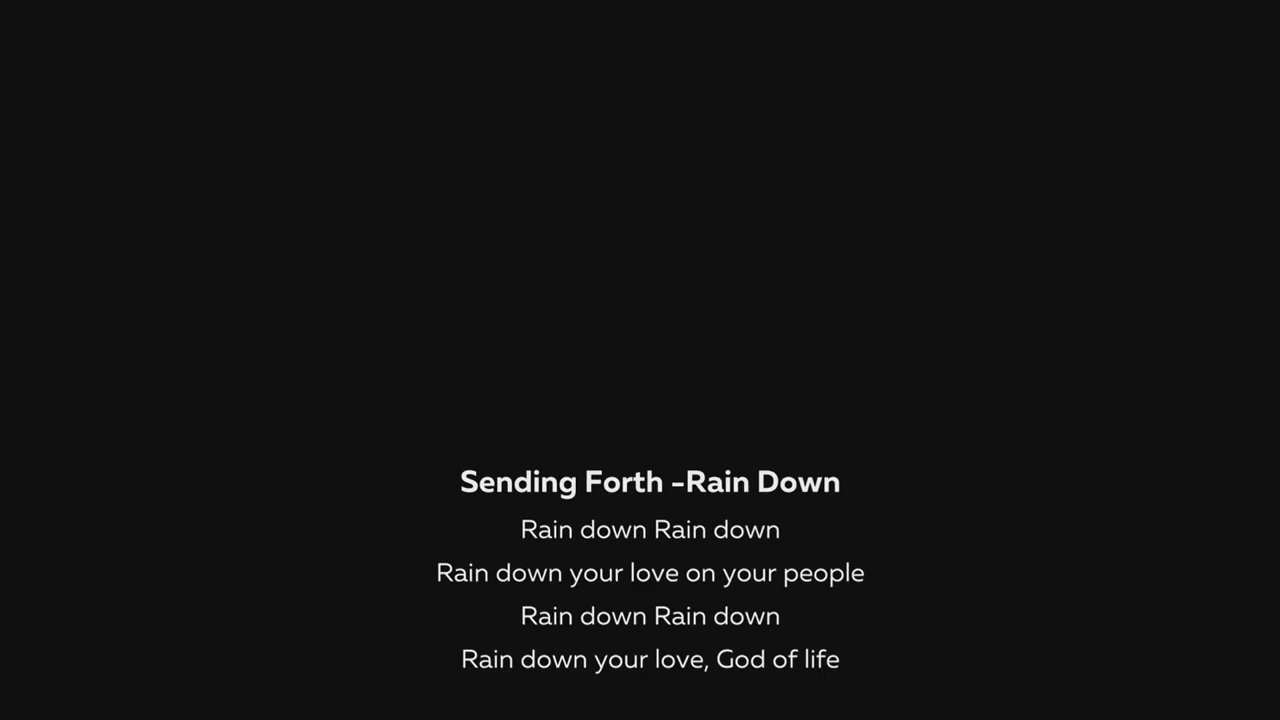 Sending Forth -Rain Down
Rain down Rain down
Rain down your love on your people
Rain down Rain down
Rain down your love, God of life